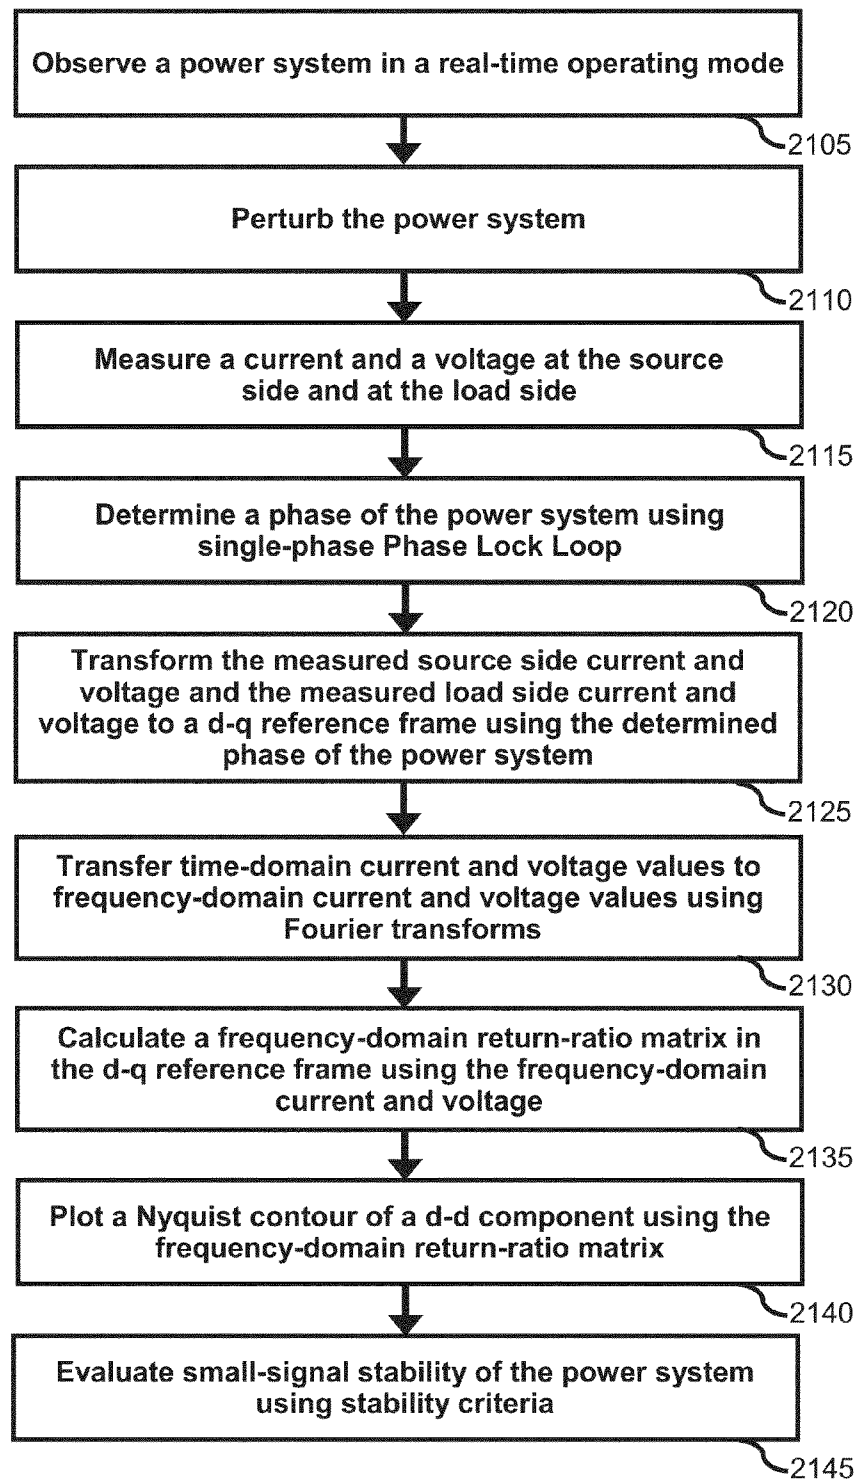 Observe a power system in a real-time operating mode
2105
Perturb the power system
2110
Measure a current and a voltage at the source
side and at the load side
2115
Determine a phase of the power system using
single-phase Phase Lock Loop
2120
Transform the measured source side current and
voltage and the measured load side current and
voltage to a d-q reference frame using the determined
phase of the power system
2125
Transfer time-domain current and voltage values to
frequency-domain current and voltage values using
Fourier transforms
2130
Calculate a frequency-domain return-ratio matrix in
the d-q reference frame using the frequency-domain
current and voltage
2135
Plot a Nyquist contour of a d-d component using the
frequency-domain return-ratio matrix
2140
Evaluate small-signal stability of the power system
using stability criteria
2145